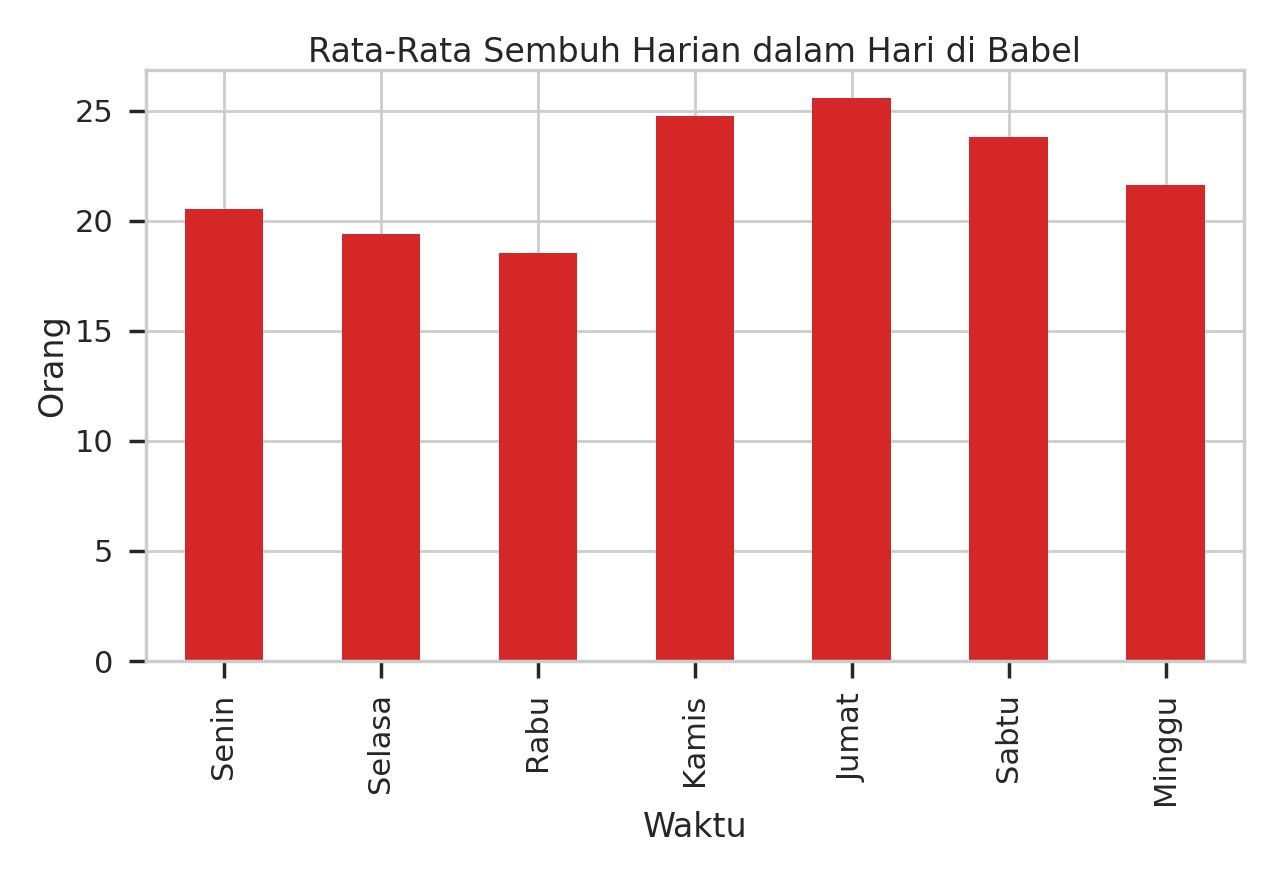 Rata-Rata Sembuh Harian dalam Hari di Babel
25
20
15
10
5
0
Orang
Senin
Selasa
Rabu
Kamis
Jumat
Sabtu
Minggu
Waktu